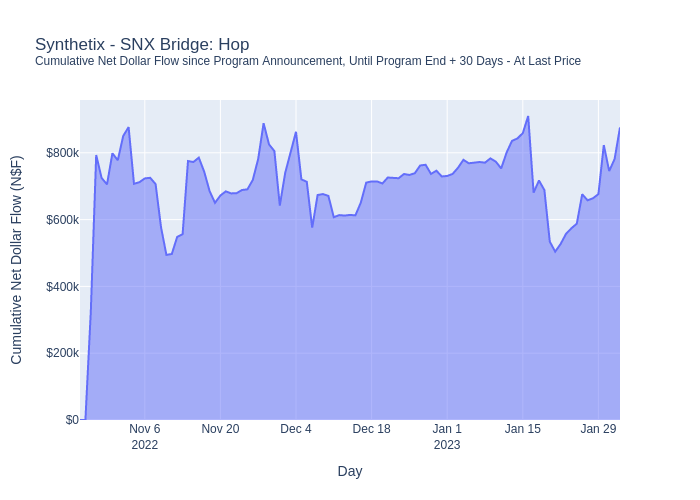 Synthetix - SNX Bridge: Hop
Cumulative Net Dollar Flow since Program Announcement, Until Program End + 30 Days - At Last Price
Cumulative Net Dollar Flow (N$F)
$800k
$600k
$400k
$200k
$0
Nov 6
2022
Nov 20
Dec 4
Dec 18
Jan 1
2023
Jan 15
Jan 29
Day